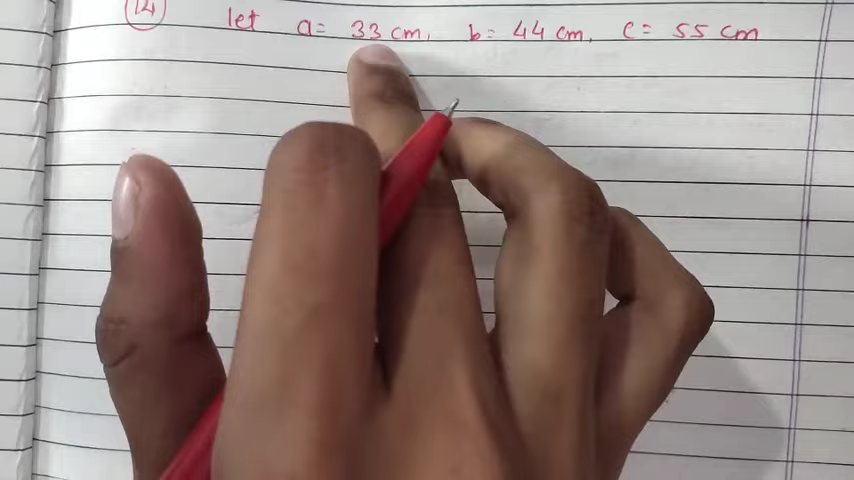 14 let a = 33 cm, b = 44 cm, c = 55 cm